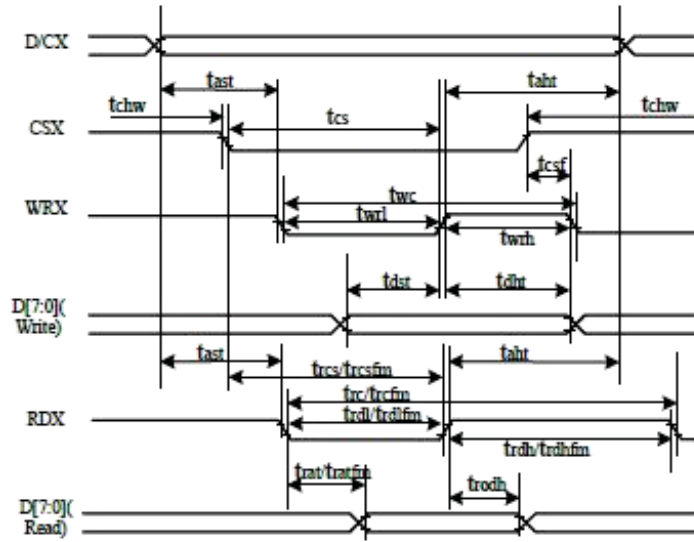 D/CX
tast
taht
tchw
tchw
CSX
tcs
tcsf
twc
WRX
twrl
twrh
tdst
tdht
D[7:0](
Write)
tast
taht
trcs/trcsfm
trc/trcfm
RDX
trdl/trdlfm
trdh/trdhfm
trat/tratfm
trodh
D[7:0](
Read)